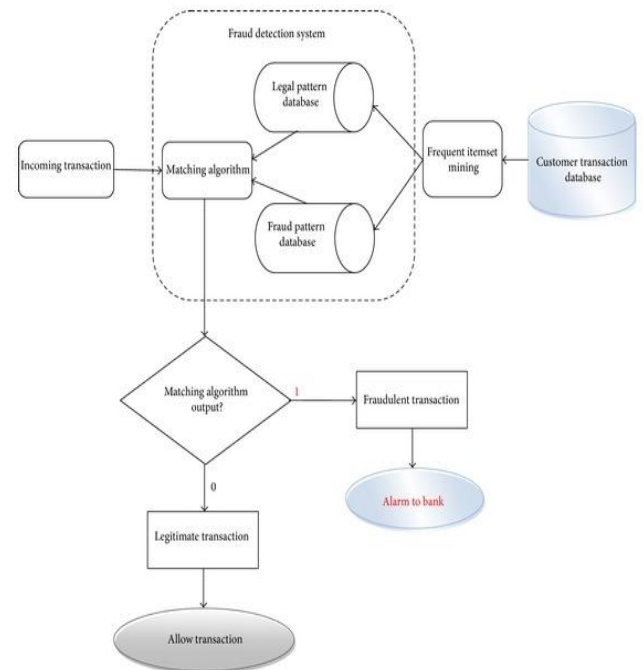 Fraud detection system
Legal pattern
database
Incoming transaction
Matching algorithm
Frequent itemset
mining
Customer transaction
database
Fraud pattern
database
Matching algorithm
output?
1
Fraudulent transaction
0
Alarm to bank
Legitimate transaction
Allow transaction